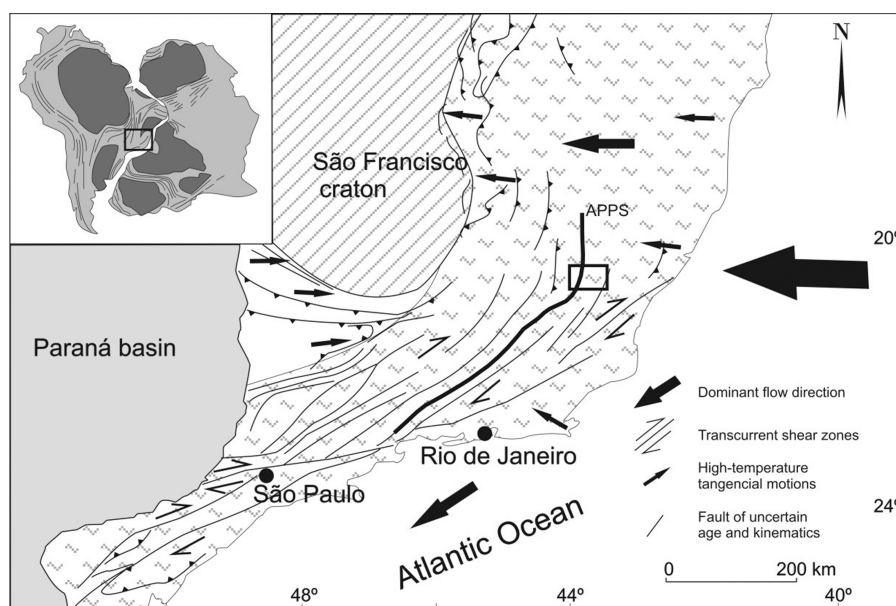 N
São Francisco
craton
APPS
20º
Paraná basin
Dominant flow direction
Transcurrent shear zones
Rio de Janeiro
High-temperature
tangencial motions
São Paulo
24º
Fault of uncertain
age and kinematics
Atlantic Ocean
0
200 km
48º
44º
40º